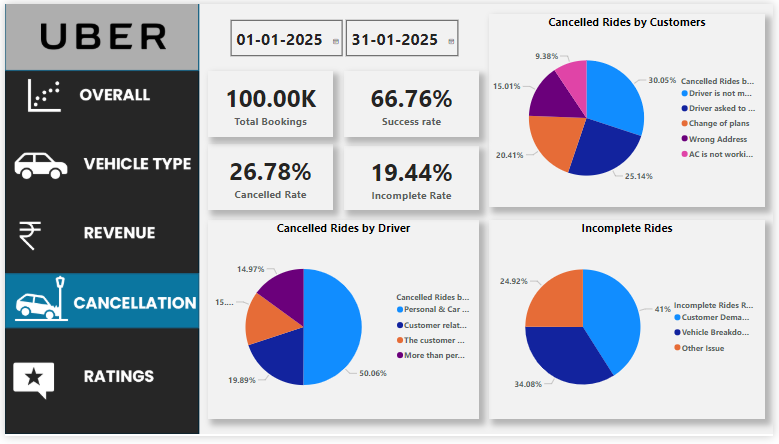 UBER
OVERALL
VEHICLE TYPE
REVENUE
CANCELLATION
RATINGS
01-01-2025
31-01-2025
100.00K
Total Bookings
66.76%
Success rate
26.78%
Cancelled Rate
19.44%
Incomplete Rate
Cancelled Rides by Customers
9.38%
15.01%
20.41%
25.14%
30.05%
Cancelled Rides b...
Driver is not m...
Driver asked to ...
Change of plans
Wrong Address
AC is not worki...
Cancelled Rides by Driver
14.97%
15....
19.89%
50.06%
Cancelled Rides b...
Personal & Car ...
Customer relat...
The customer ...
More than per...
Incomplete Rides
24.92%
34.08%
41%
Incomplete Rides R...
Customer Dema...
Vehicle Breakdo...
Other Issue